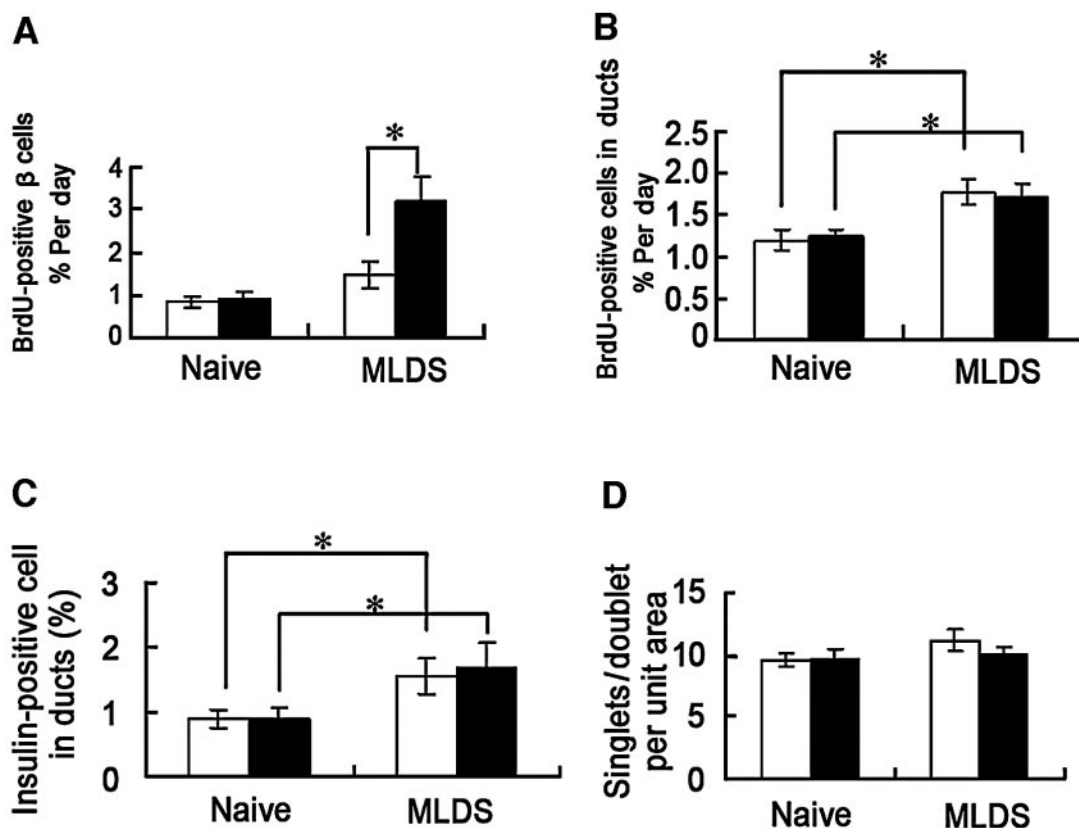 A
BrdU-positive β cells
% Per day
4
3
2
1
0
*
Naive
MLDS
B
BrdU-positive cells in ducts
% Per day
2.5
2.0
1.5
1.0
0.5
0
*
*
Naive
MLDS
C
Insulin-positive cell
in ducts (%)
3
2
1
0
*
*
Naive
MLDS
D
Singlets/doublet
per unit area
15
10
5
0
Naive
MLDS